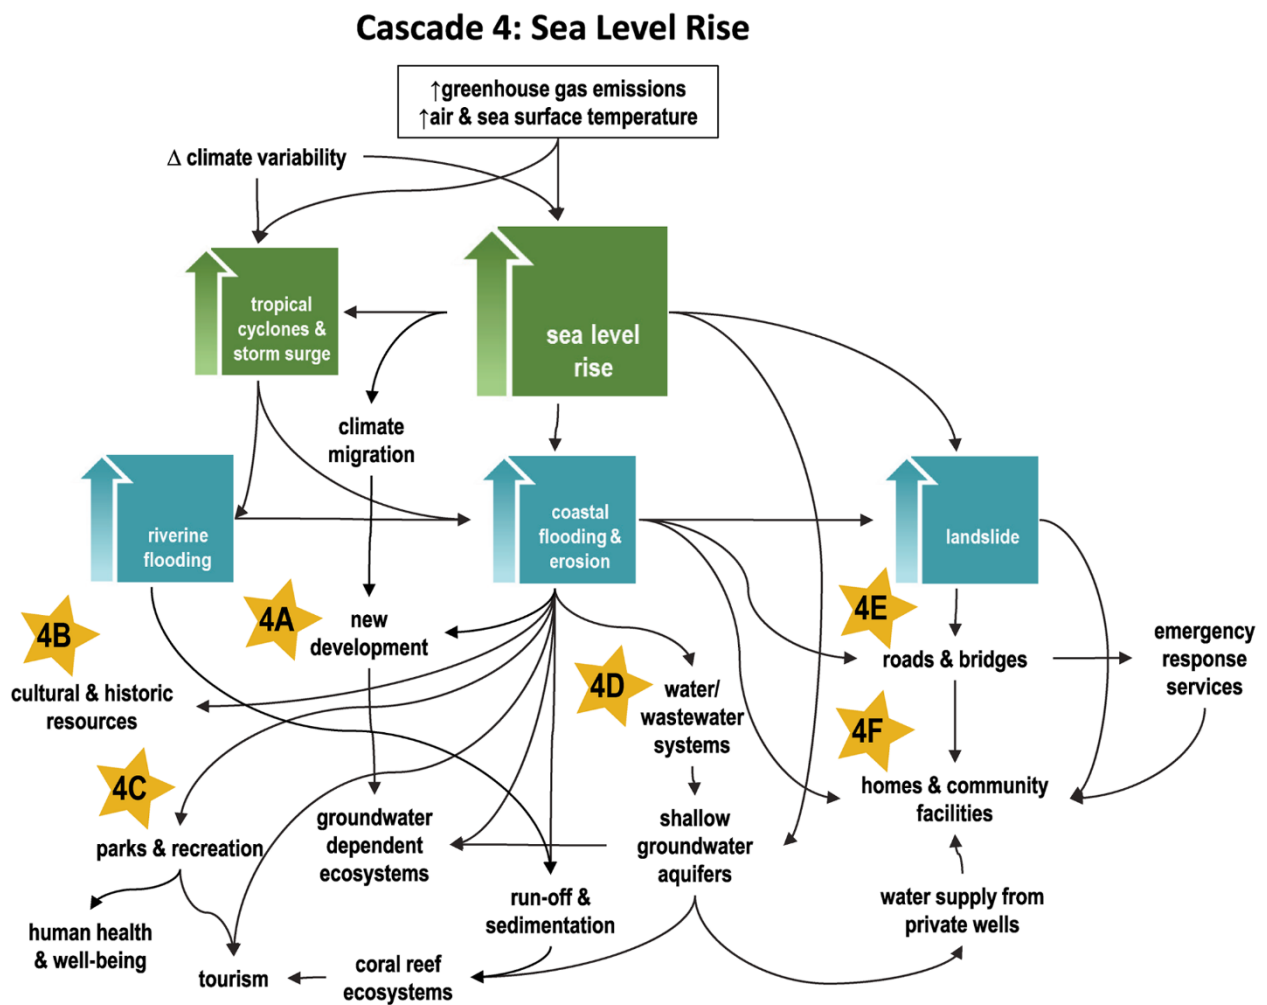 Cascade 4: Sea Level Rise
↑greenhouse gas emissions
↑air & sea surface temperature
Δ climate variability
tropical
cyclones &
storm surge
sea level
rise
climate
migration
riverine
flooding
coastal
flooding &
erosion
landslide
4A
new
development
4B
cultural & historic
resources
4C
parks & recreation
human health
& well-being
tourism
groundwater
dependent
ecosystems
4D
water/
wastewater
systems
shallow
groundwater
aquifers
run-off &
sedimentation
coral reef
ecosystems
4E
roads & bridges
emergency
response
services
4F
homes & community
facilities
water supply from
private wells